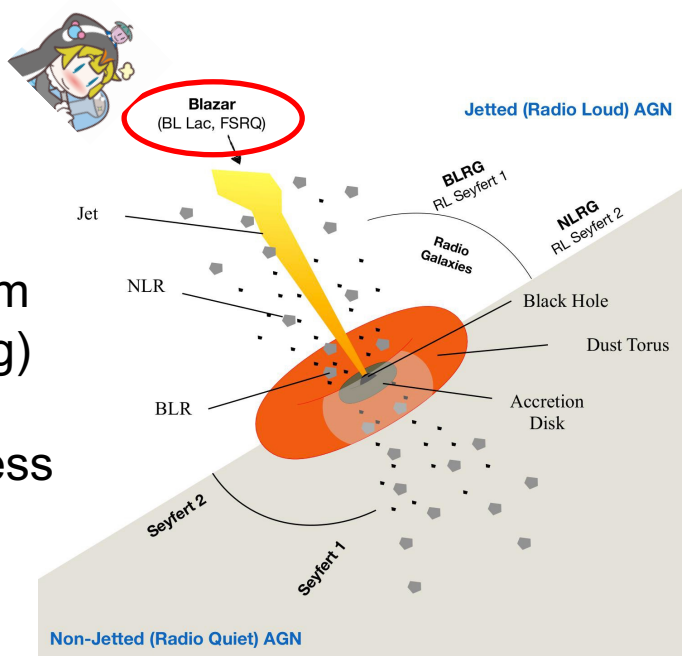 Blazar
(BL Lac, FSRQ)
Jetted (Radio Loud) AGN
BLRG
RL Seyfert 1
NLRG
RL Seyfert 2
Jet
Radio
Galaxies
NLR
m
g)
Black Hole
Dust Torus
BLR
Accretion
Disk
ess
Seyfert 2
Seyfert 1
Non-Jetted (Radio Quiet) AGN